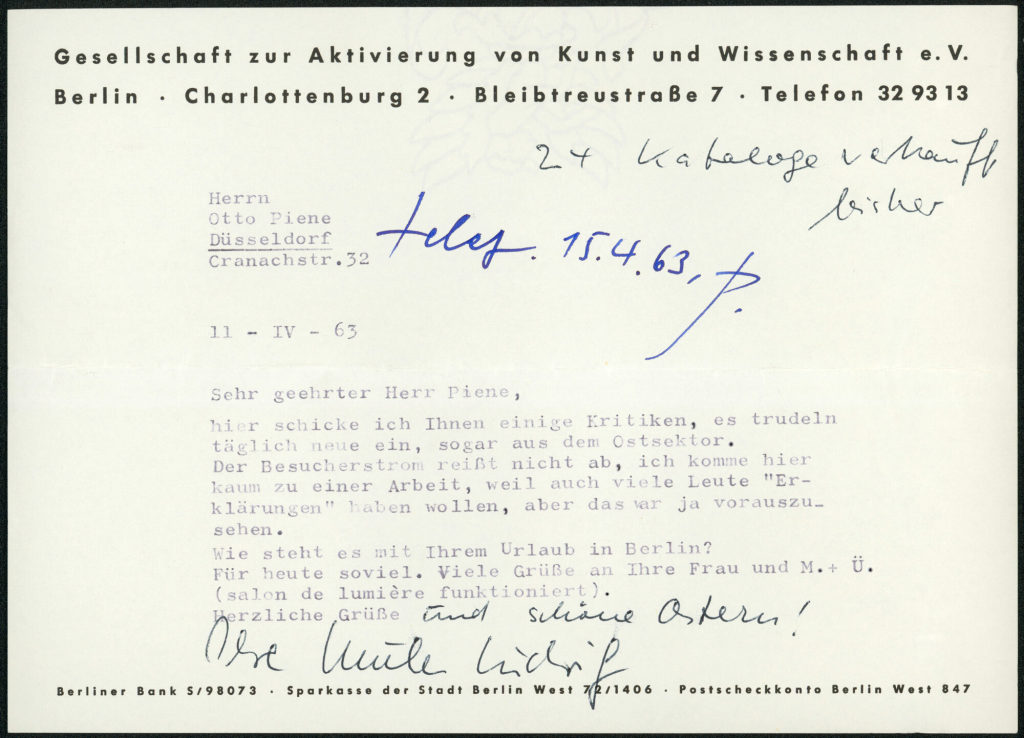 Gesellschaft zur Aktivierung von Kunst und Wissenschaft e. V.
Berlin · Charlottenburg 2 · Bleibtreustraße 7 · Telefon 32 93 13
24 Kataloge verkauft
bisher
Herrn
Otto Piene
Düsseldorf
Cranachstr.32
telef. 15.4.63, P.
11 - IV - 63
Sehr geehrter Herr Piene,
hier schicke ich Ihnen einige Kritiken, es trudeln
täglich neue ein, sogar aus dem Ostsektor.
Der Besucherstrom reißt nicht ab, ich komme hier
kaum zu einer Arbeit, weil auch viele Leute "Er-
klärungen" haben wollen, aber das war ja vorauszu-
sehen.
Wie steht es mit Ihrem Urlaub in Berlin?
Für heute soviel. Viele Grüße an Ihre Frau und M.+ Ü.
(salon de lumière funktioniert).
Herzliche Grüße und schöne Ostern!
Ihre
Berliner Bank S/98073 · Sparkasse der Stadt Berlin West 72/1406 · Postscheckkonto Berlin West 847